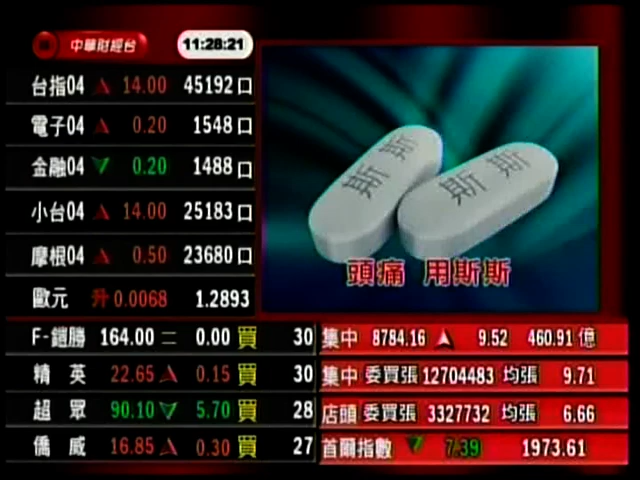 中華財經台 11:28:21
台指04 14.00 45192口
電子04 0.20 1548口
金融04 0.20 1488口
小台04 14.00 25183口
摩根04 0.50 23680口
歐元 升0.0068 1.2893
斯斯
斯斯
頭痛 用斯斯
F-鎧勝 164.00 二 0.00 買 30
精英 22.65 0.15 買 30
超眾 90.10 5.70 買 28
僑威 16.85 0.30 買 27
集中 8784.16 9.52 460.91億
集中 委買張 12704483 均張 9.71
店頭 委買張 3327732 均張 6.66
首爾指數 7.39 1973.61